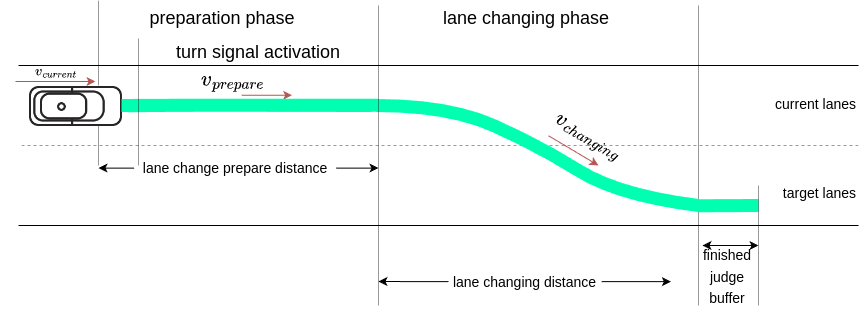 preparation phase
lane changing phase
turn signal activation
v_current
v_prepare
current lanes
v_changing
lane change prepare distance
target lanes
finished
judge
buffer
lane changing distance